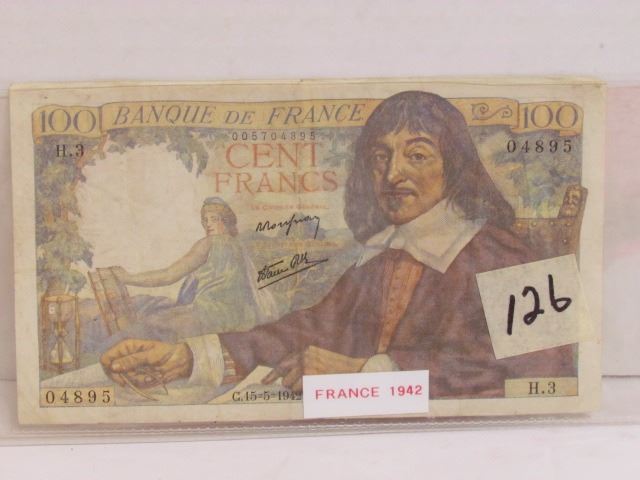 100 BANQUE DE FRANCE 100
005704895
H.3 04895
CENT
FRANCS
126
04895 C.15=5=1942 H.3
FRANCE 1942